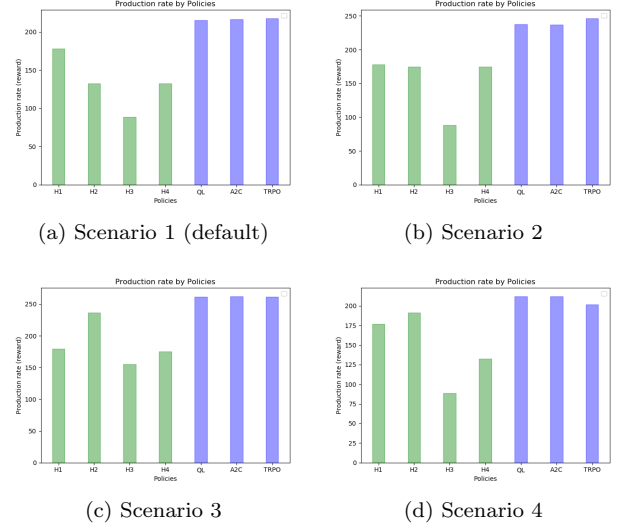 Production rate by Policies
Production rate (reward)
200
150
100
50
0
H1 H2 H3 H4 QL A2C TRPO
Policies
(a) Scenario 1 (default)
Production rate by Policies
Production rate (reward)
250
200
150
100
50
0
H1 H2 H3 H4 QL A2C TRPO
Policies
(b) Scenario 2
Production rate by Policies
Production rate (reward)
250
200
150
100
50
0
H1 H2 H3 H4 QL A2C TRPO
Policies
(c) Scenario 3
Production rate by Policies
Production rate (reward)
200
175
150
125
100
75
50
25
0
H1 H2 H3 H4 QL A2C TRPO
Policies
(d) Scenario 4